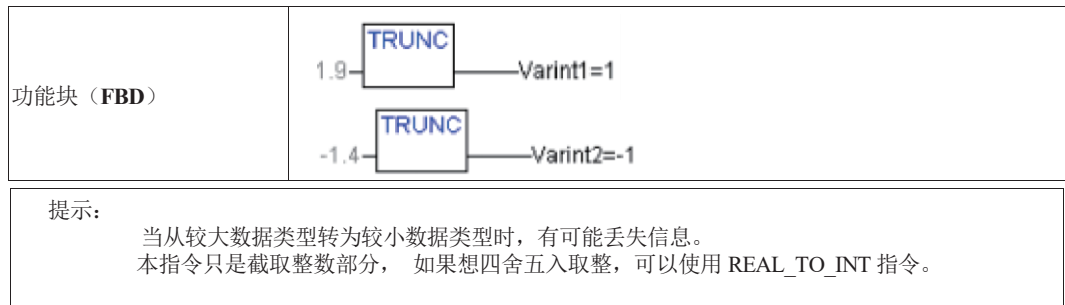 TRUNC
1.9
Varint1=1
功能块（FBD）
TRUNC
-1.4
Varint2=-1
提示：
当从较大数据类型转为较小数据类型时，有可能丢失信息。
本指令只是截取整数部分， 如果想四舍五入取整，可以使用 REAL_TO_INT 指令。